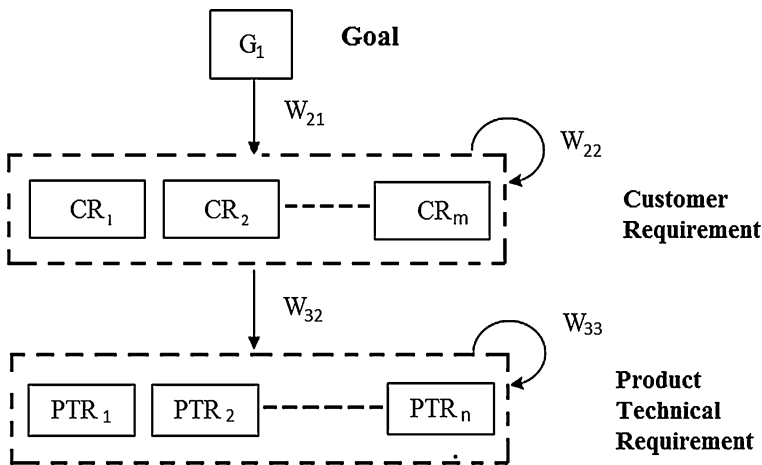 G₁
Goal
W₂₁
W₂₂
CR₁
CR₂
CRₘ
Customer
Requirement
W₃₂
W₃₃
PTR₁
PTR₂
PTRₙ
Product
Technical
Requirement